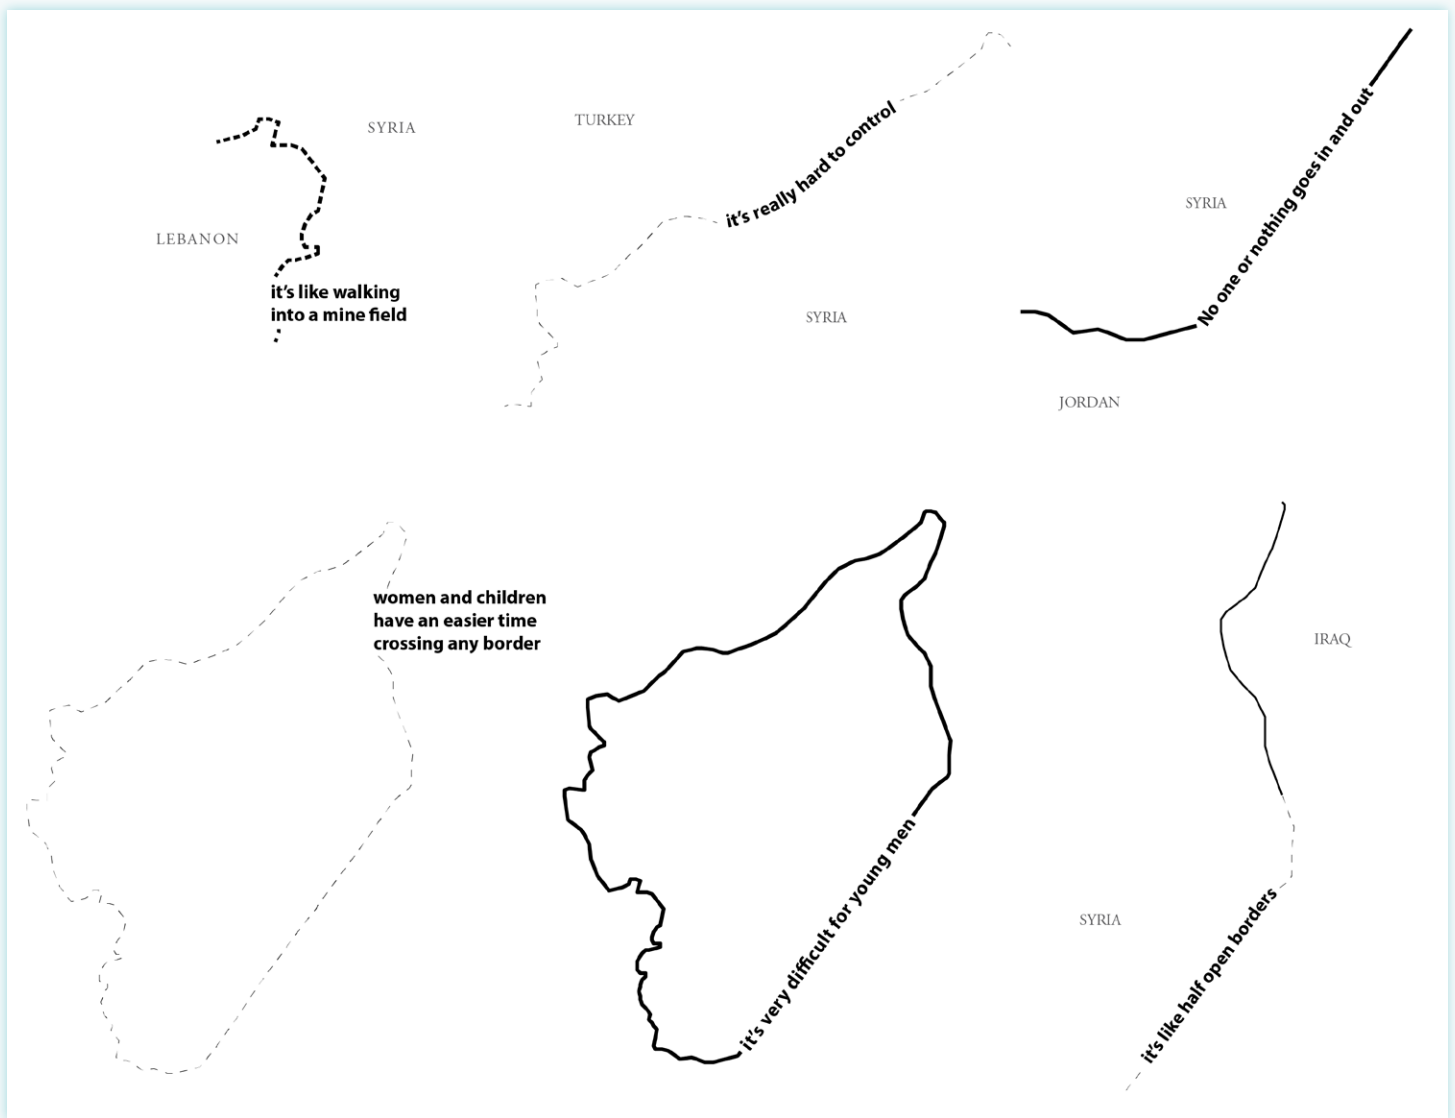 SYRIA
LEBANON
it's like walking
into a mine field
TURKEY
it's really hard to control
SYRIA
SYRIA
No one or nothing goes in and out
JORDAN
women and children
have an easier time
crossing any border
it's very difficult for young men
IRAQ
SYRIA
it's like half open borders